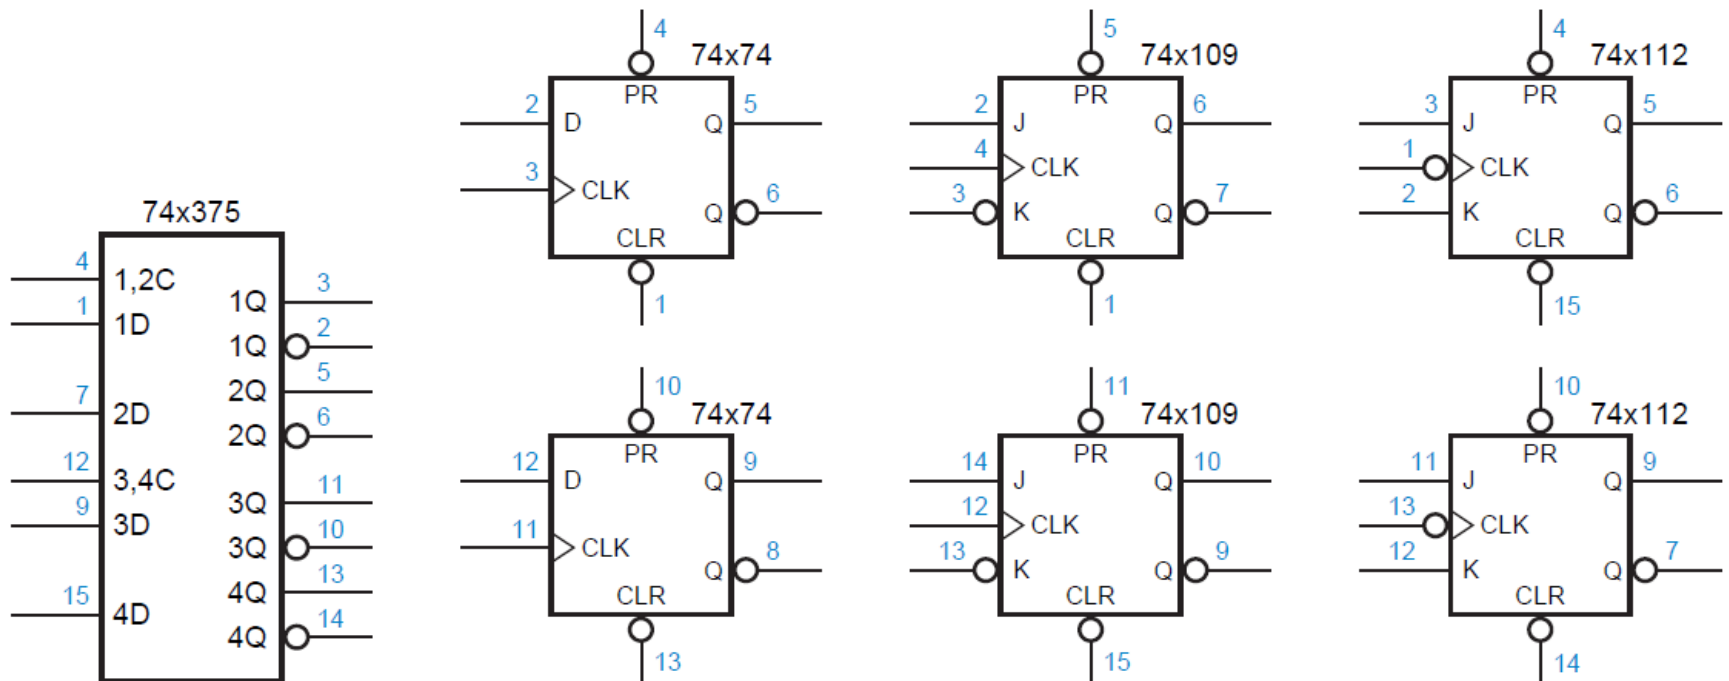 74x375
4
1,2C
1
1D
7
2D
12
3,4C
9
3D
15
4D
1Q
3
1Q
2
2Q
5
2Q
6
3Q
11
3Q
10
4Q
13
4Q
14
4
74x74
PR
2
D
Q
5
3
CLK
Q
6
CLR
1
10
74x74
PR
12
D
Q
9
11
CLK
Q
8
CLR
13
5
74x109
PR
2
J
Q
6
4
CLK
3
K
Q
7
CLR
1
11
74x109
PR
14
J
Q
10
12
CLK
13
K
Q
9
CLR
15
4
74x112
PR
3
J
Q
5
1
CLK
2
K
Q
6
CLR
15
10
74x112
PR
11
J
Q
9
13
CLK
12
K
Q
7
CLR
14